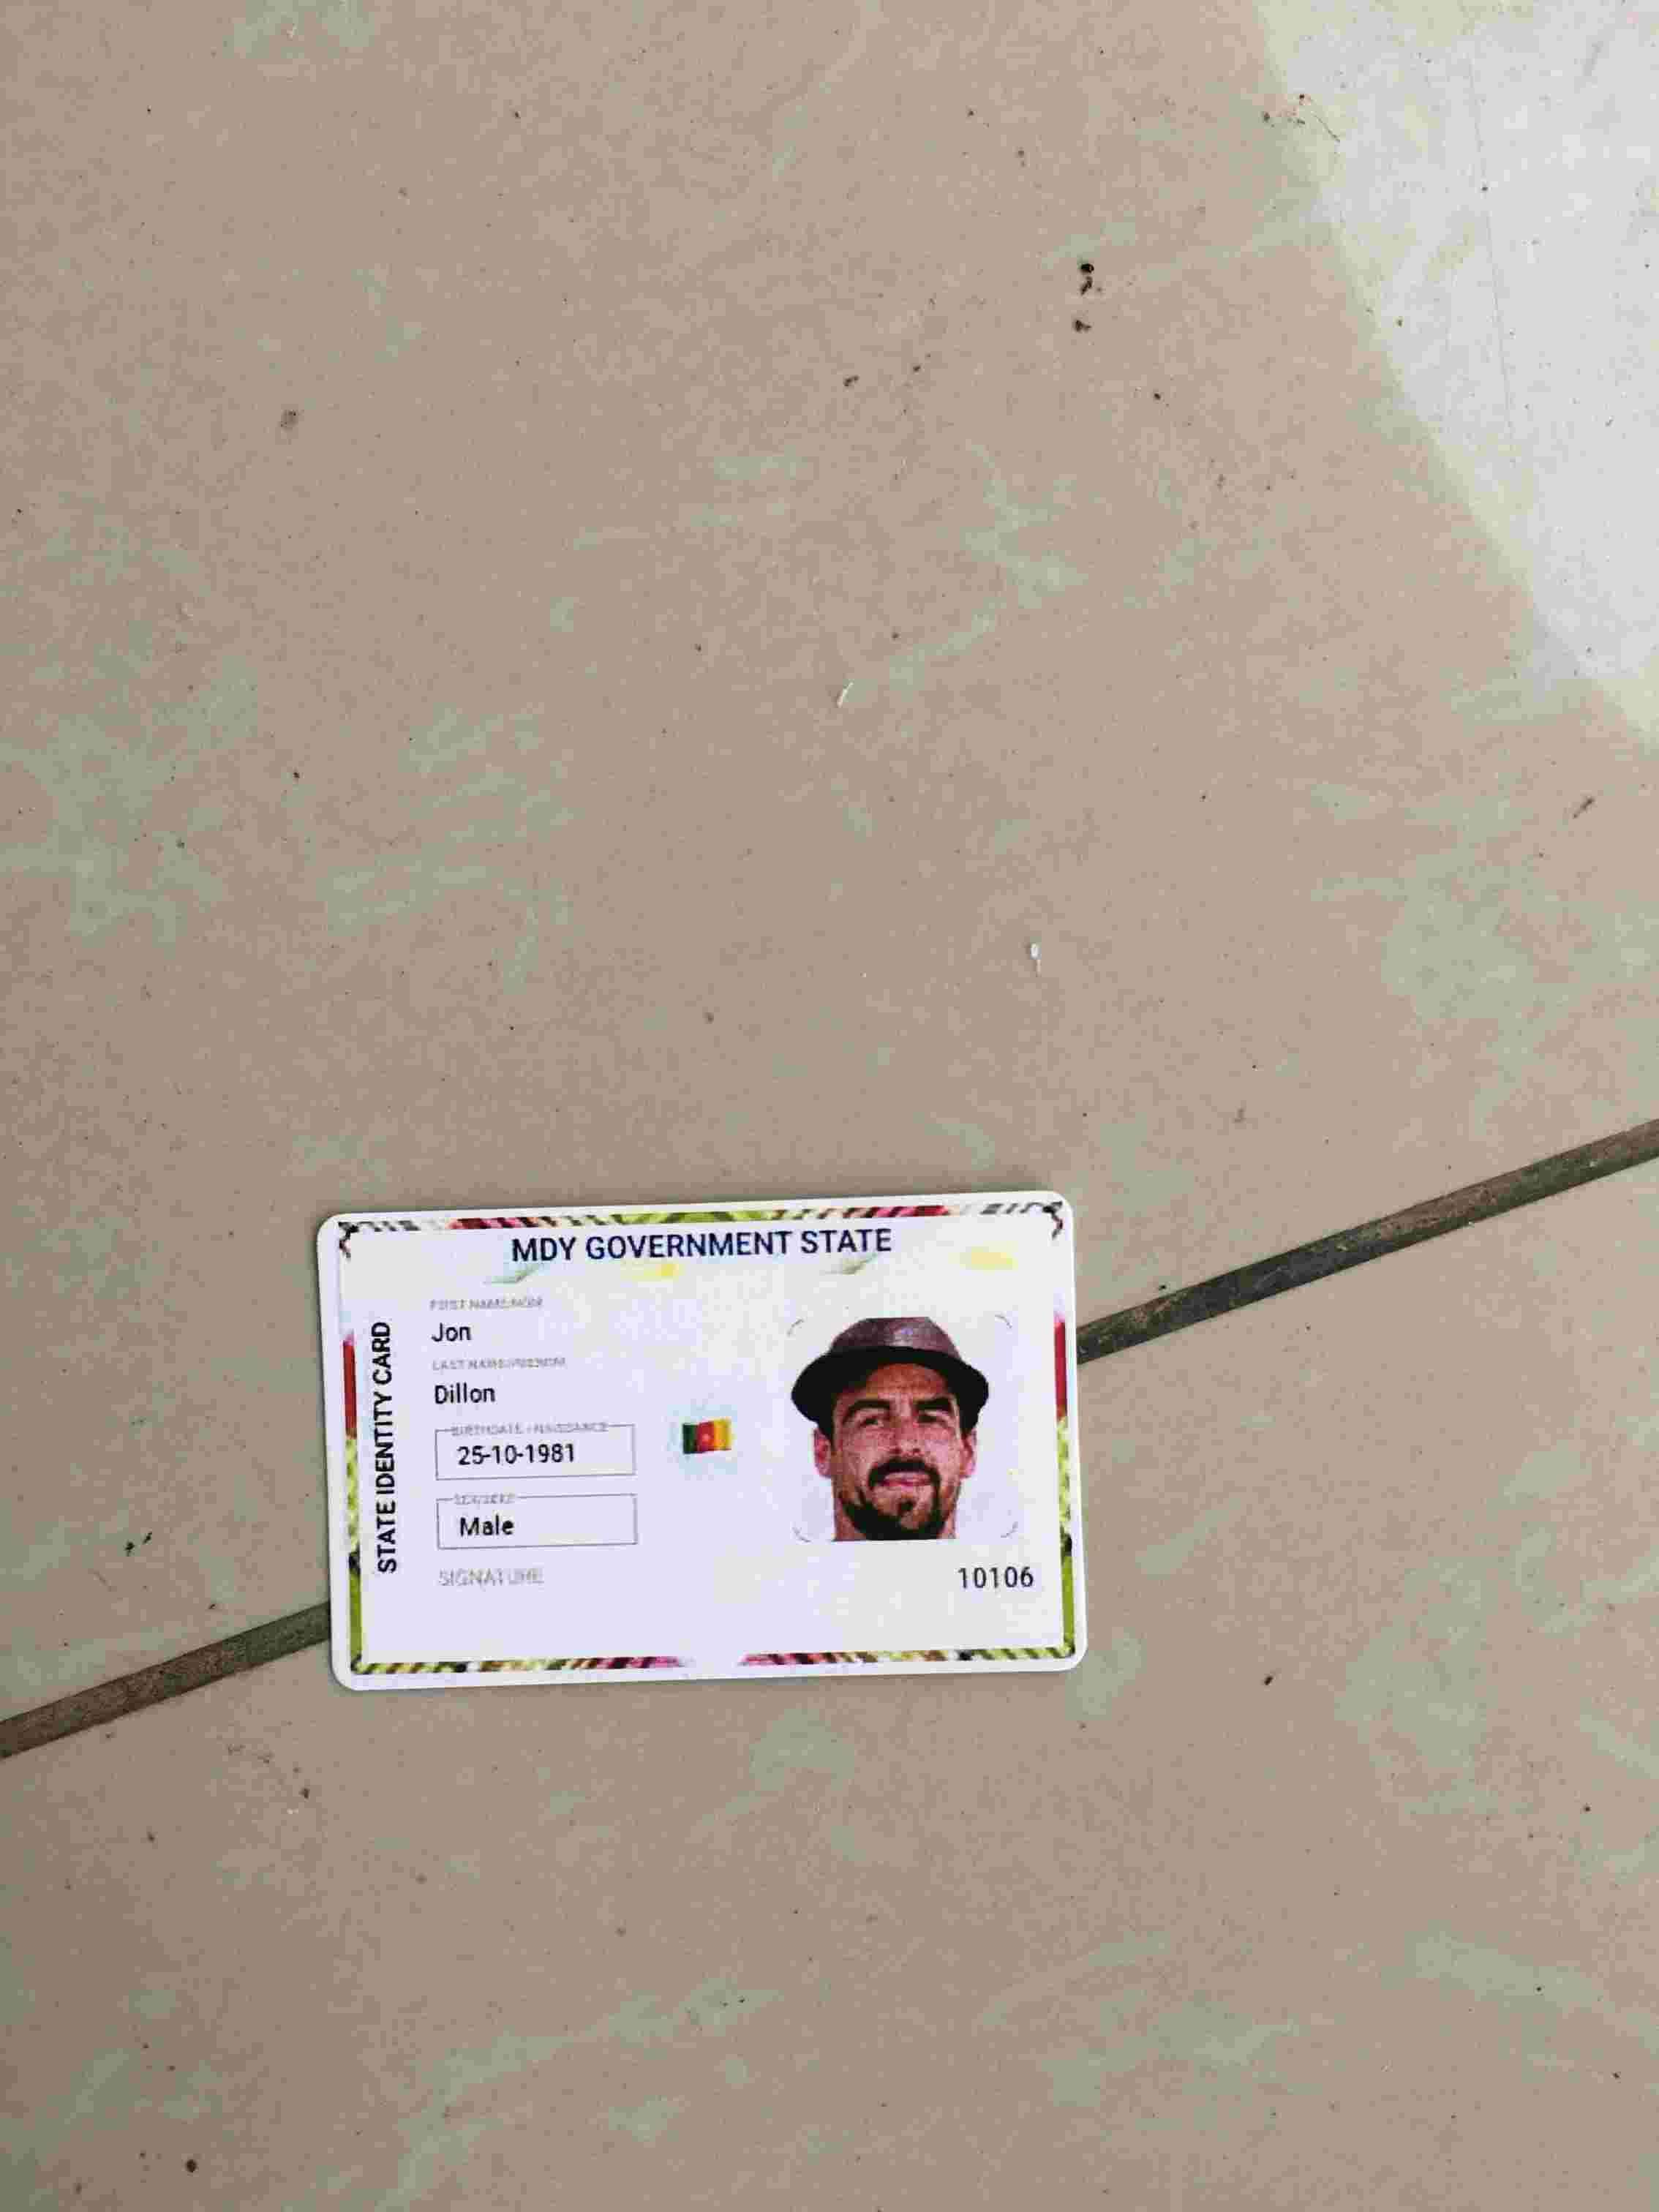 MDY GOVERNMENT STATE
STATE IDENTITY CARD
FIRST NAME/NOM
Jon
LAST NAME/PRENOM
Dillon
BIRTHDATE / NAISSANCE
25-10-1981
SEX/SEXE
Male
SIGNATURE
10106